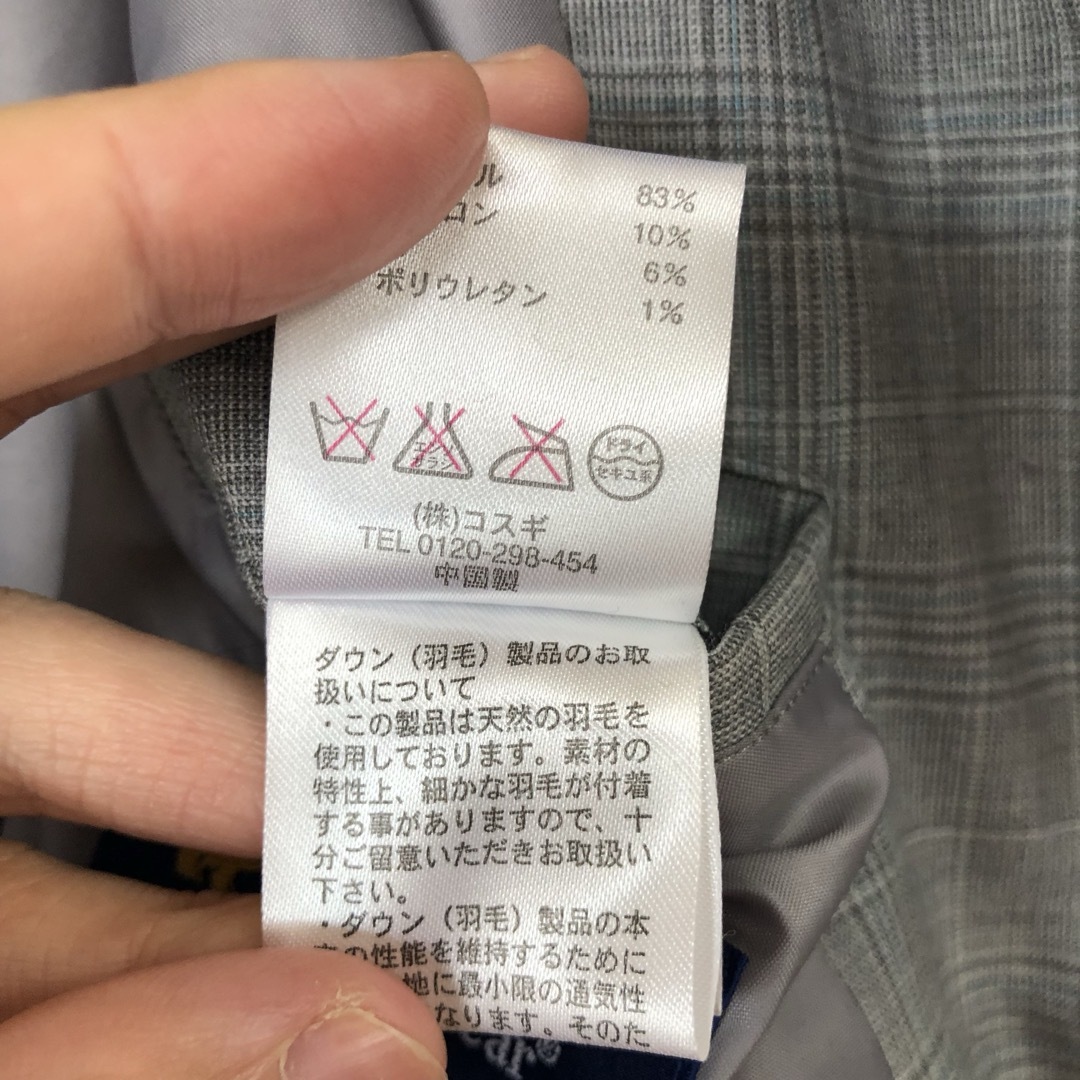 ル 83%
コン 10%
6%
ポリウレタン 1%
エンソ
サラシ
ドライ
セキユ系
(株)コスギ
TEL 0120-298-454
中国製
ダウン（羽毛）製品のお取
扱いについて
・この製品は天然の羽毛を
使用しております。素材の
特性上、細かな羽毛が付着
する事がありますので、十
分ご留意いただきお取扱い
下さい。
・ダウン（羽毛）製品の本
の性能を維持するために
地に最小限の通気性
なります。そのた